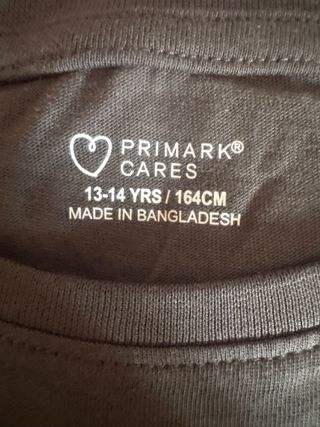 PRIMARK®
CARES
13-14 YRS / 164CM
MADE IN BANGLADESH